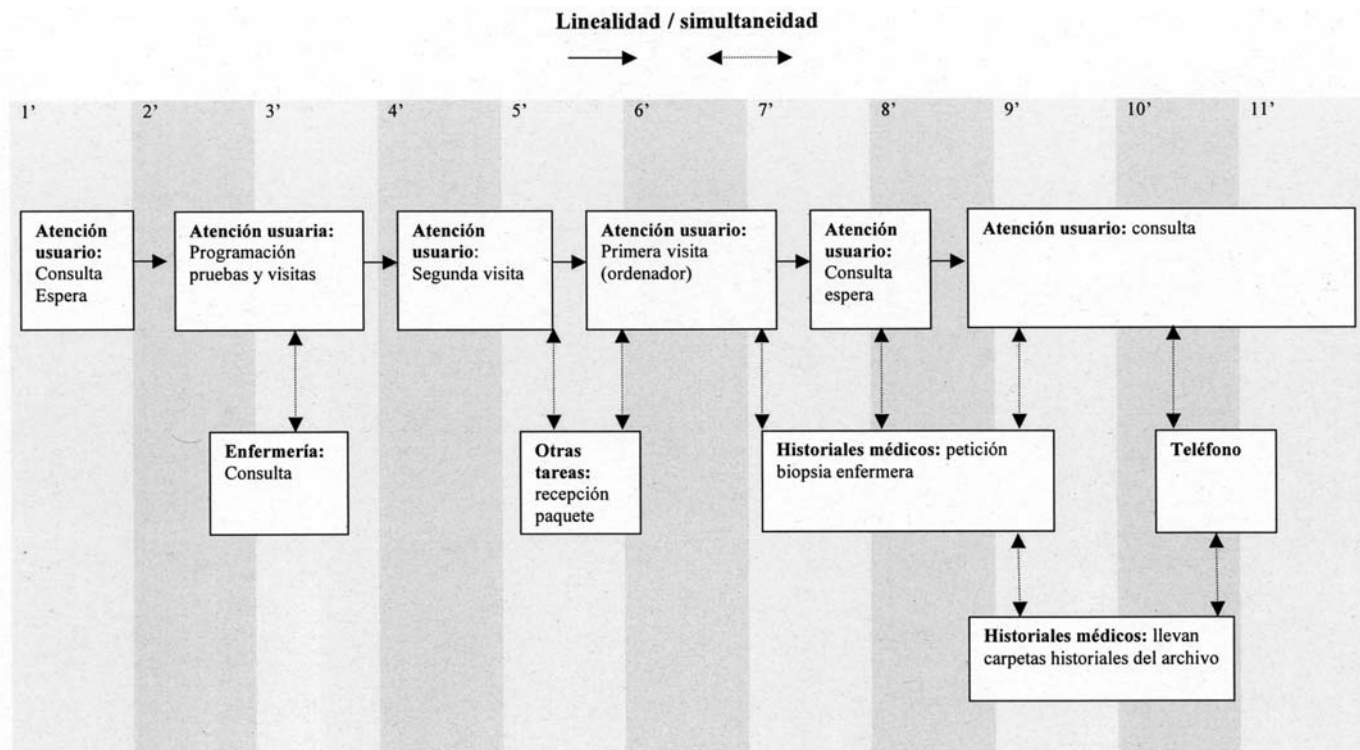 Linealidad / simultaneidad
1’ 2’ 3’ 4’ 5’ 6’ 7’ 8’ 9’ 10’ 11’
Atención
usuario:
Consulta
Espera
Atención usuaria:
Programación
pruebas y visitas
Atención
usuario:
Segunda visita
Atención usuario:
Primera visita
(ordenador)
Atención
usuario:
Consulta
espera
Atención usuario: consulta
Enfermería:
Consulta
Otras
tareas:
recepción
paquete
Historiales médicos: petición
biopsia enfermera
Teléfono
Historiales médicos: llevan
carpetas historiales del archivo